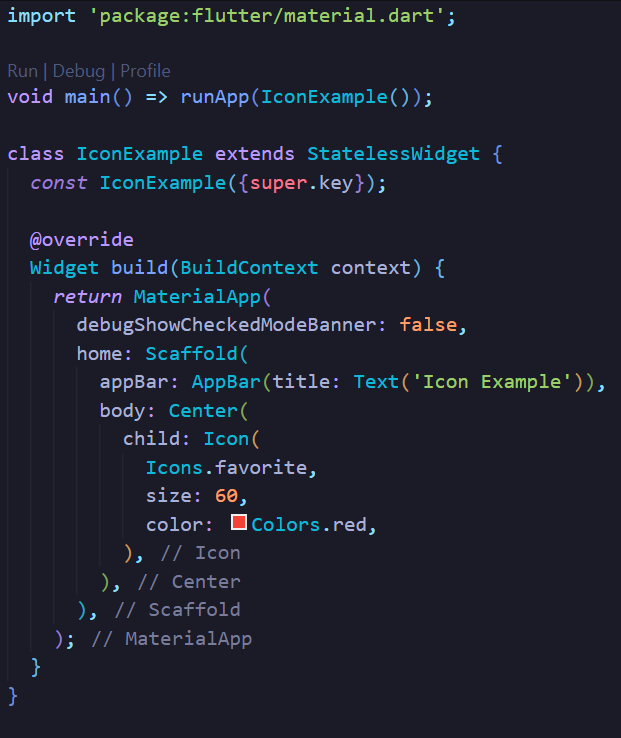 import 'package:flutter/material.dart';
Run | Debug | Profile
void main() => runApp(IconExample());
class IconExample extends StatelessWidget {
  const IconExample({super.key});
  @override
  Widget build(BuildContext context) {
    return MaterialApp(
      debugShowCheckedModeBanner: false,
      home: Scaffold(
        appBar: AppBar(title: Text('Icon Example')),
        body: Center(
          child: Icon(
            Icons.favorite,
            size: 60,
            color: Colors.red,
          ), // Icon
        ), // Center
      ), // Scaffold
    ); // MaterialApp
  }
}